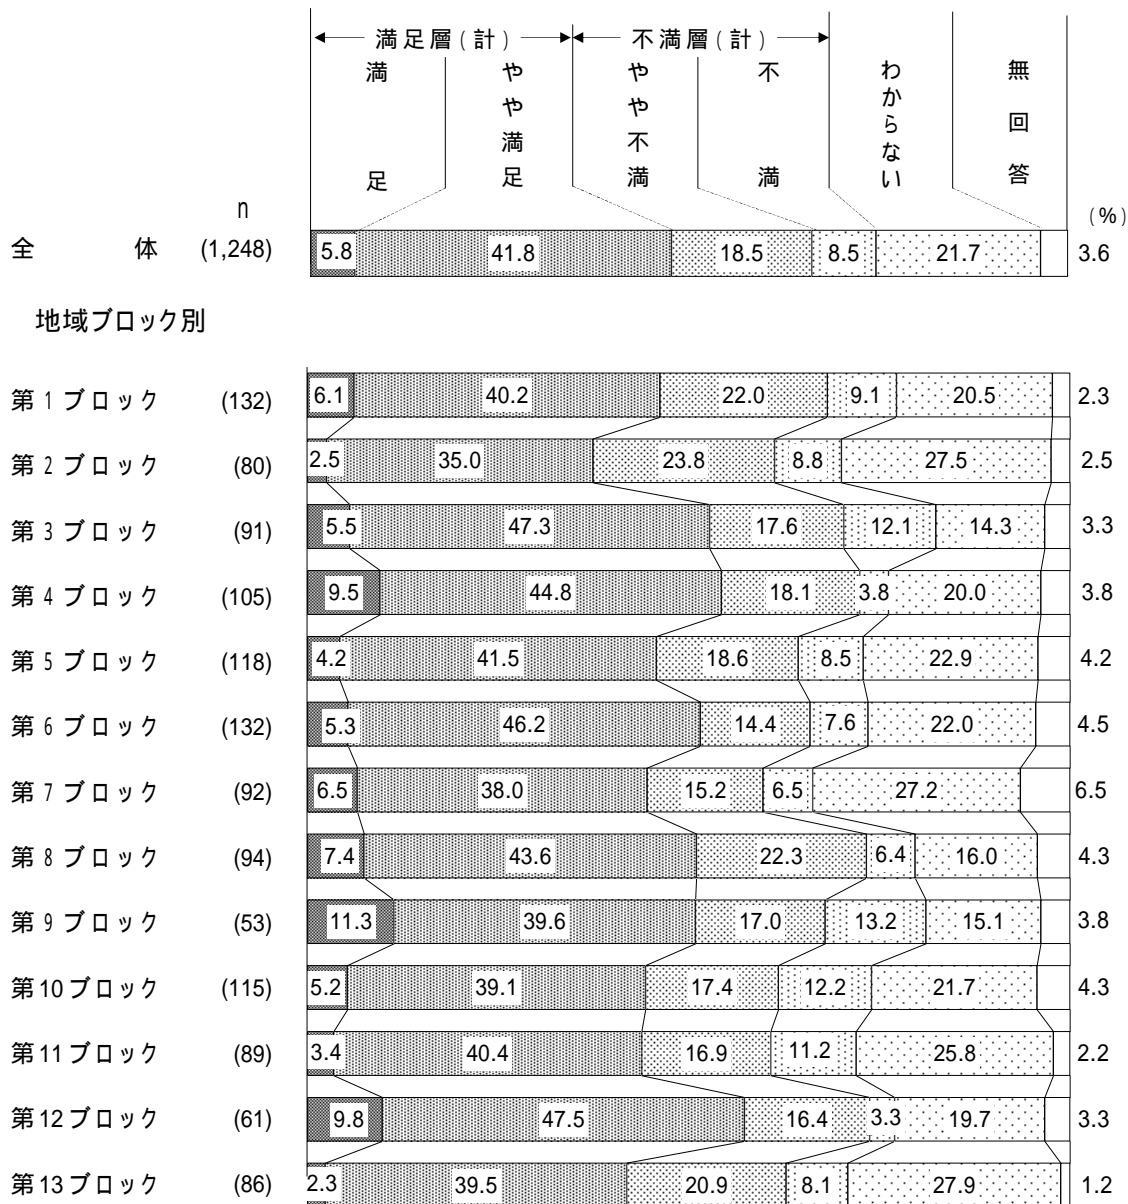 満足層(計) 不満層(計)
満足 やや満足 やや不満 不満 わからない 無回答
n
(%)
全体 (1,248) 5.8 41.8 18.5 8.5 21.7 3.6
地域ブロック別
第1ブロック (132) 6.1 40.2 22.0 9.1 20.5 2.3
第2ブロック (80) 2.5 35.0 23.8 8.8 27.5 2.5
第3ブロック (91) 5.5 47.3 17.6 12.1 14.3 3.3
第4ブロック (105) 9.5 44.8 18.1 3.8 20.0 3.8
第5ブロック (118) 4.2 41.5 18.6 8.5 22.9 4.2
第6ブロック (132) 5.3 46.2 14.4 7.6 22.0 4.5
第7ブロック (92) 6.5 38.0 15.2 6.5 27.2 6.5
第8ブロック (94) 7.4 43.6 22.3 6.4 16.0 4.3
第9ブロック (53) 11.3 39.6 17.0 13.2 15.1 3.8
第10ブロック (115) 5.2 39.1 17.4 12.2 21.7 4.3
第11ブロック (89) 3.4 40.4 16.9 11.2 25.8 2.2
第12ブロック (61) 9.8 47.5 16.4 3.3 19.7 3.3
第13ブロック (86) 2.3 39.5 20.9 8.1 27.9 1.2